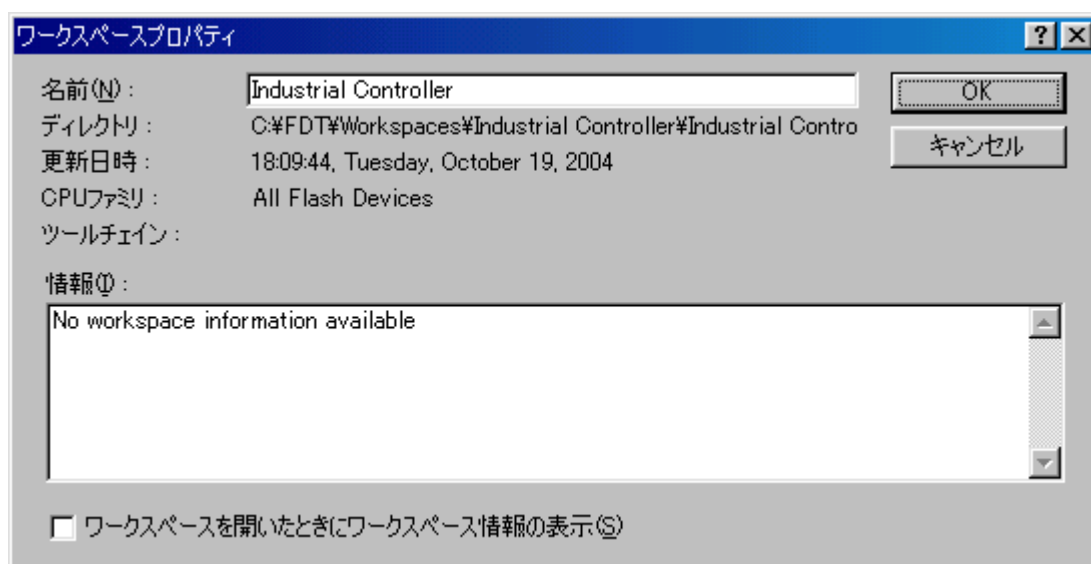 ワークスペースプロパティ
名前(N)： Industrial Controller
OK
ディレクトリ： C:¥FDT¥Workspaces¥Industrial Controller¥Industrial Contro
キャンセル
更新日時： 18:09:44, Tuesday, October 19, 2004
CPUファミリ： All Flash Devices
ツールチェイン：
情報(I)：
No workspace information available
ワークスペースを開いたときにワークスペース情報の表示(S)